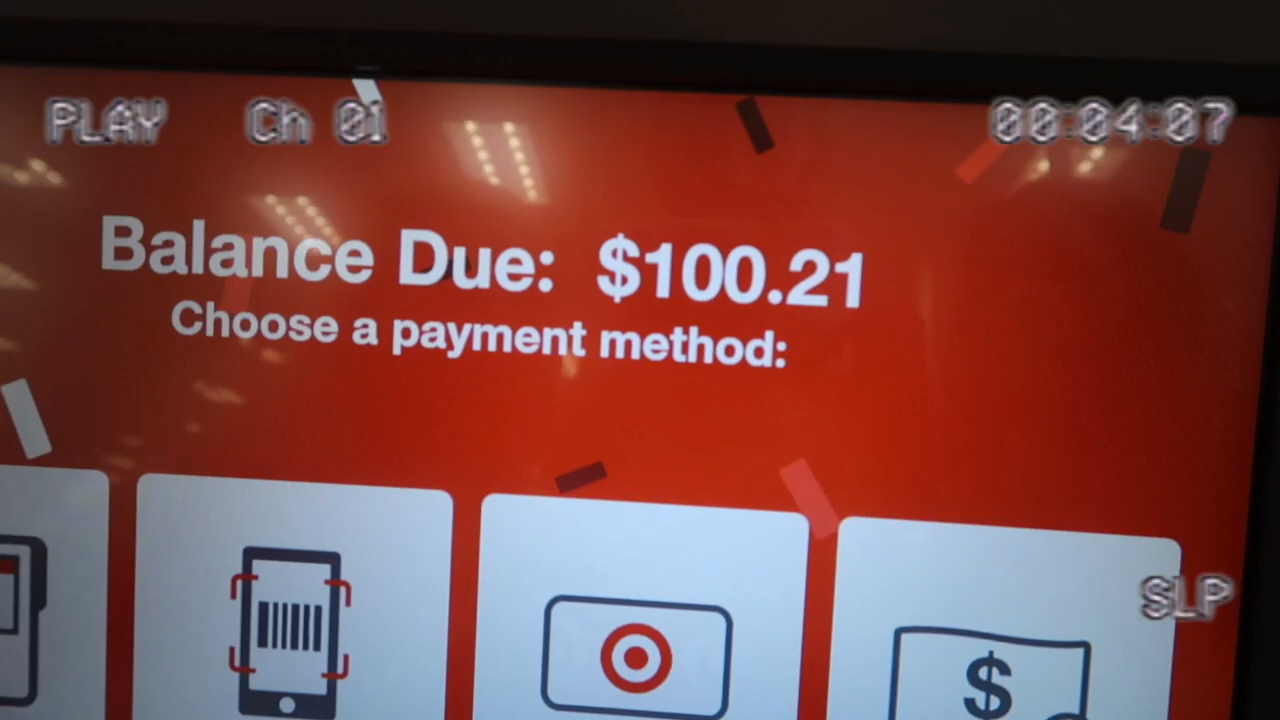 PLAY Ch 01 00:04:07
Balance Due: $100.21
Choose a payment method:
$
SLP